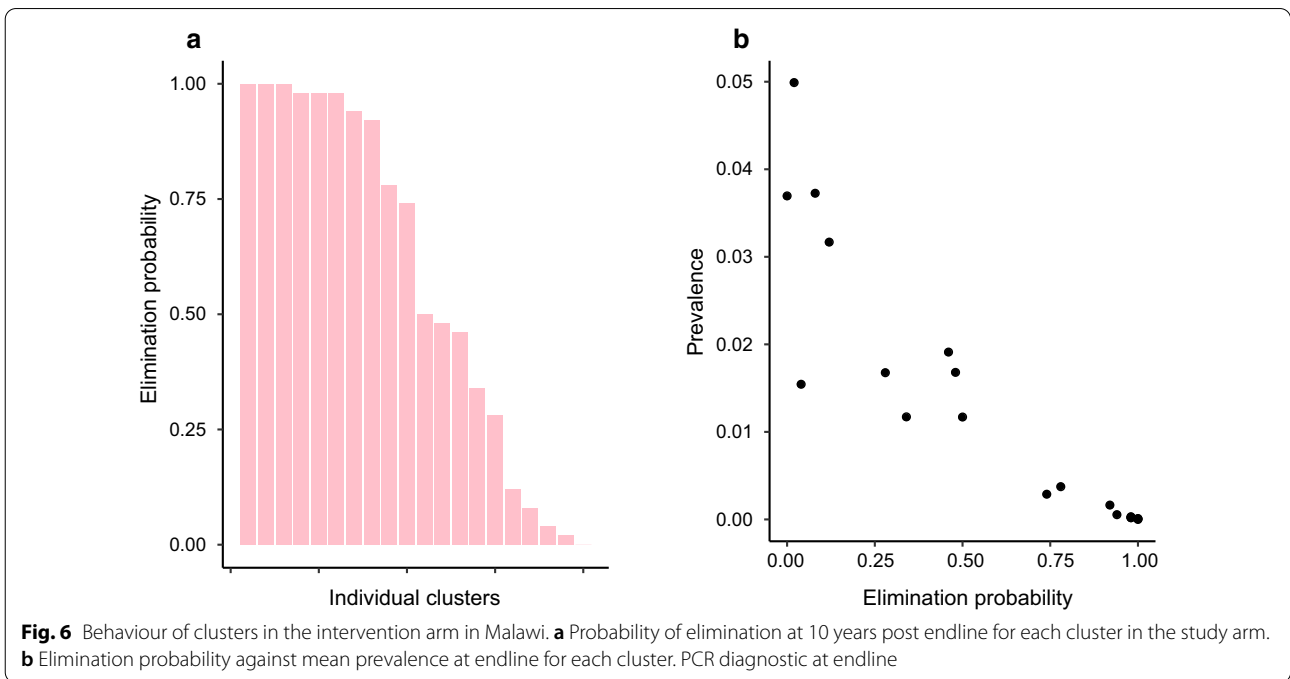 a
1.00
0.75
0.50
0.25
0.00
Elimination probability
Individual clusters
b
0.05
0.04
0.03
0.02
0.01
0.00
Prevalence
0.00 0.25 0.50 0.75 1.00
Elimination probability
Fig. 6 Behaviour of clusters in the intervention arm in Malawi. a Probability of elimination at 10 years post endline for each cluster in the study arm.
b Elimination probability against mean prevalence at endline for each cluster. PCR diagnostic at endline